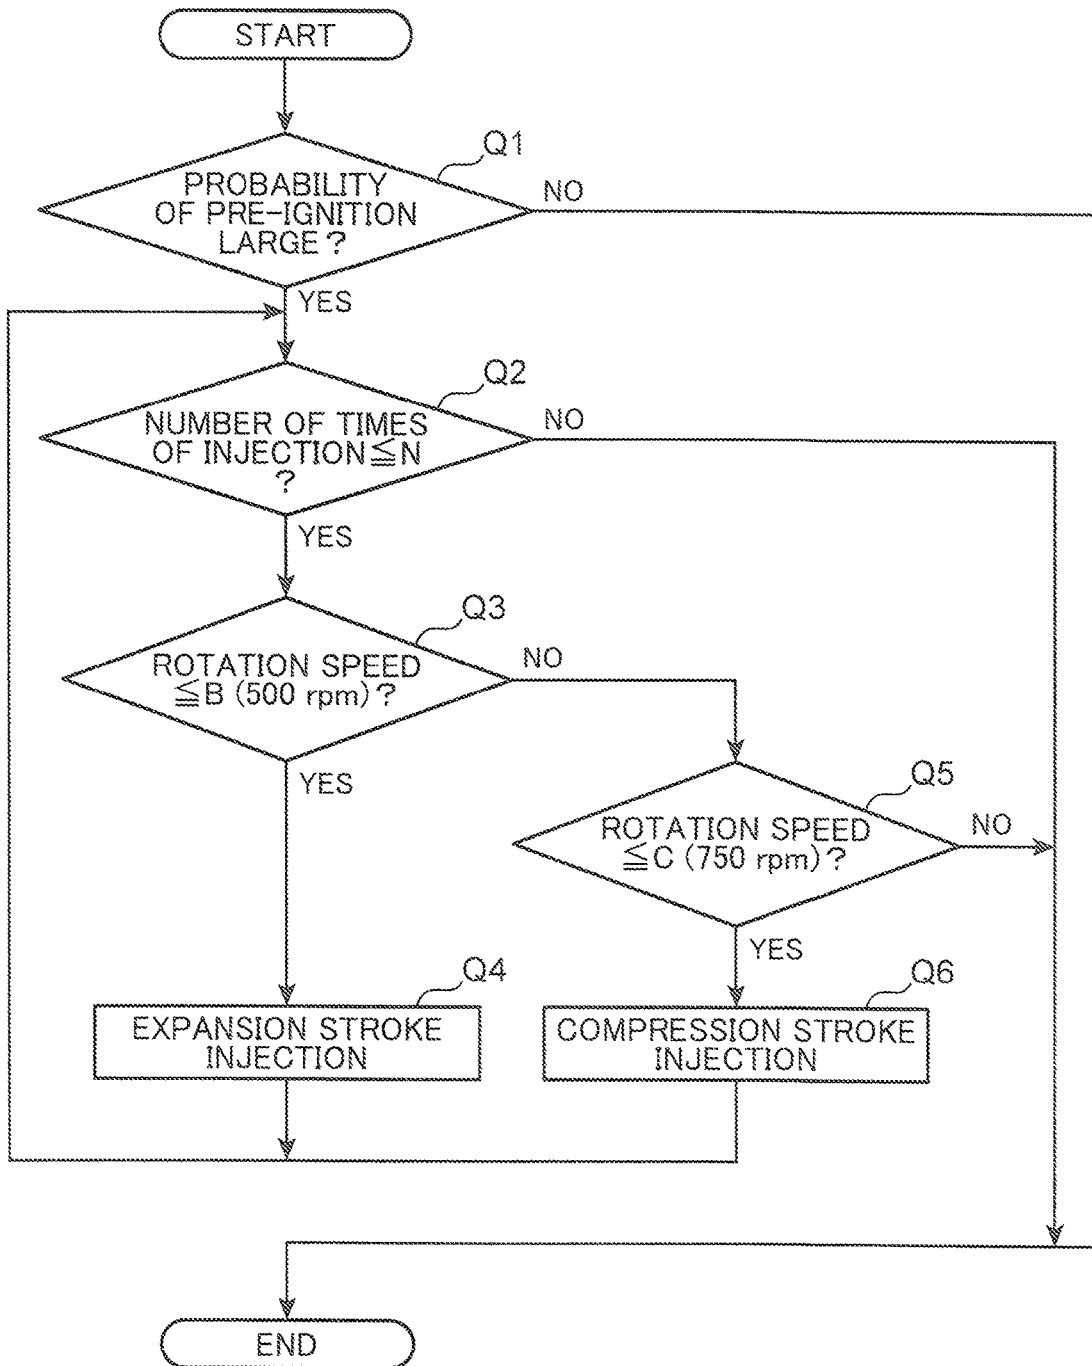 START
Q1
PROBABILITY
OF PRE-IGNITION
LARGE?
NO
YES
Q2
NUMBER OF TIMES
OF INJECTION≦N
?
NO
YES
Q3
ROTATION SPEED
≦B (500 rpm)?
NO
YES
Q5
ROTATION SPEED
≦C (750 rpm)?
NO
YES
Q4
EXPANSION STROKE
INJECTION
Q6
COMPRESSION STROKE
INJECTION
END